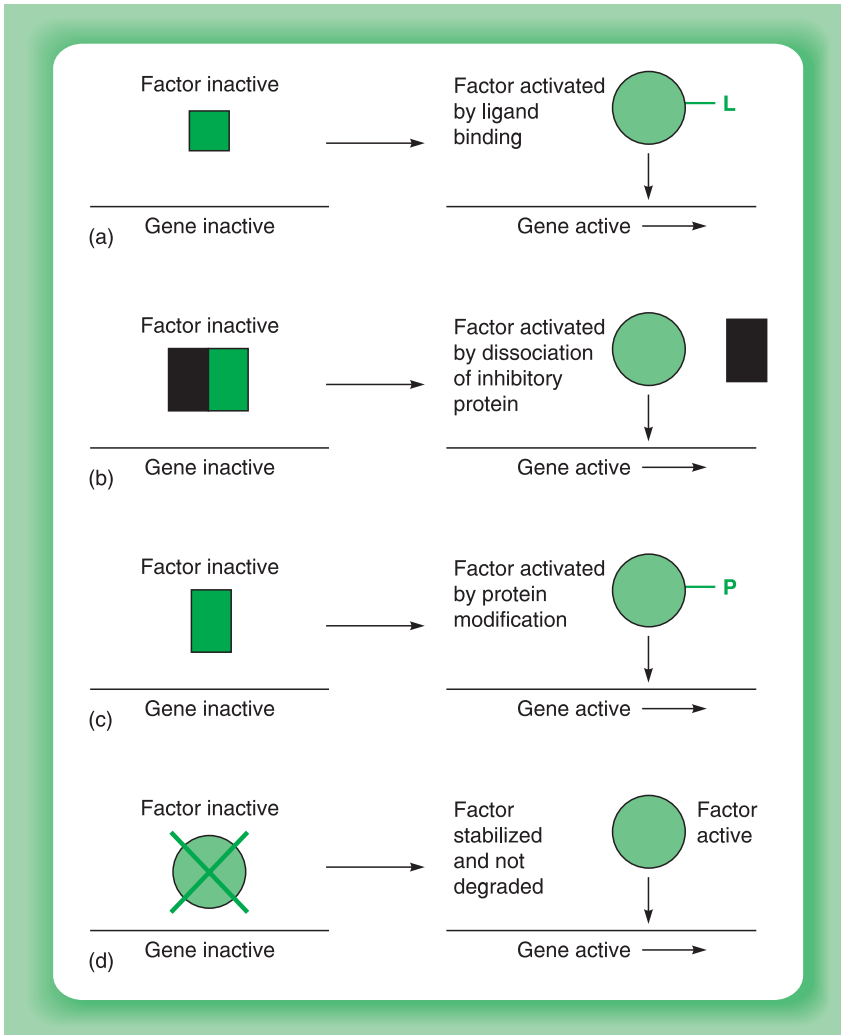 Factor inactive
Factor activated
by ligand
binding
L
Gene inactive
Gene active
(a)
Factor inactive
Factor activated
by dissociation
of inhibitory
protein
Gene inactive
Gene active
(b)
Factor inactive
Factor activated
by protein
modification
P
Gene inactive
Gene active
(c)
Factor inactive
Factor
stabilized
and not
degraded
Factor
active
Gene inactive
Gene active
(d)